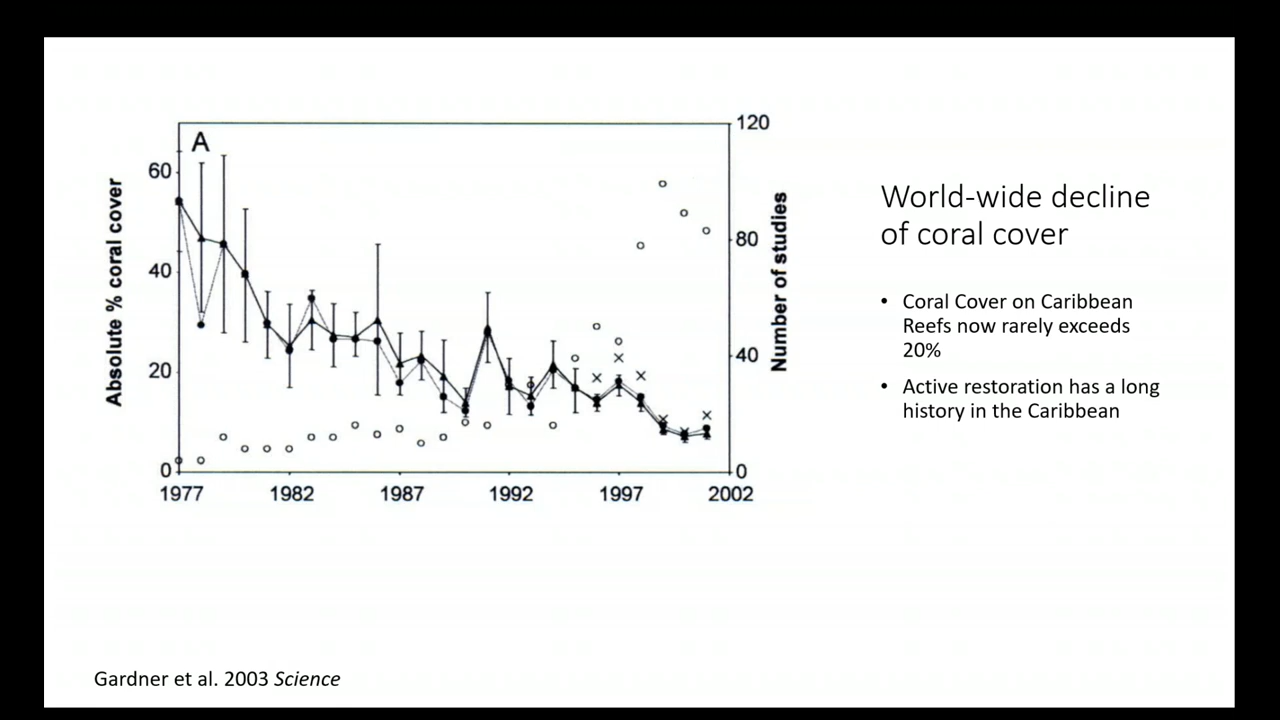 A
Absolute % coral cover
60
40
20
0
120
80
40
0
Number of studies
1977 1982 1987 1992 1997 2002
World-wide decline
of coral cover
• Coral Cover on Caribbean
Reefs now rarely exceeds
20%
• Active restoration has a long
history in the Caribbean
Gardner et al. 2003 Science